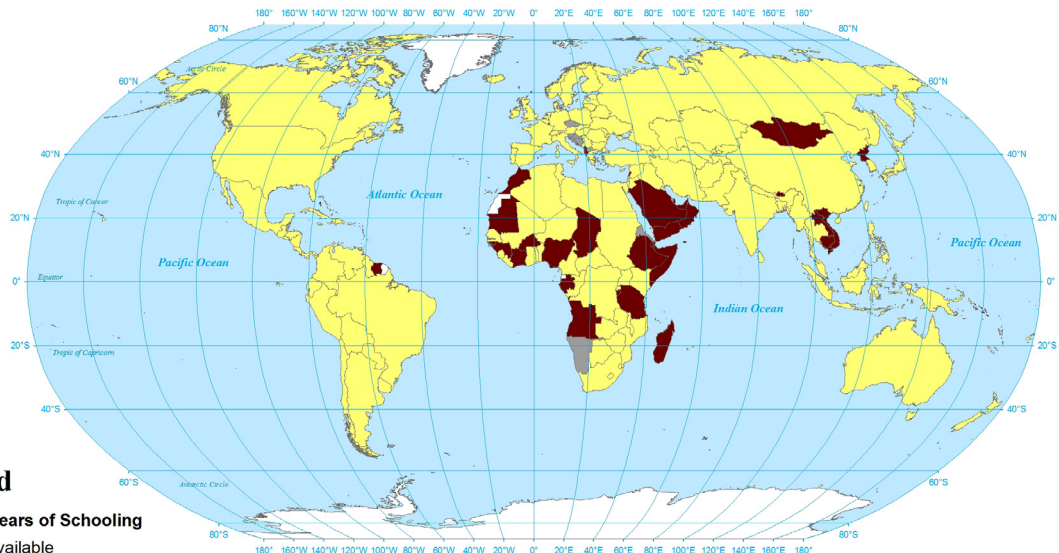 180° 160°W 140°W 120°W 100°W 80°W 60°W 40°W 20°W 0° 20°E 40°E 60°E 80°E 100°E 120°E 140°E 160°E 180°
80°N 80°N
Arctic Circle
60°N 60°N
40°N 40°N
Atlantic Ocean
Tropic of Cancer
20°N 20°N
Pacific Ocean
Pacific Ocean
Equator
0° 0°
Indian Ocean
20°S 20°S
Tropic of Capricorn
40°S 40°S
d
60°S 60°S
Antarctic Circle
ears of Schooling
80°S 80°S
vailable
180° 160°W 140°W 120°W 100°W 80°W 60°W 40°W 20°W 0° 20°E 40°E 60°E 80°E 100°E 120°E 140°E 160°E 180°